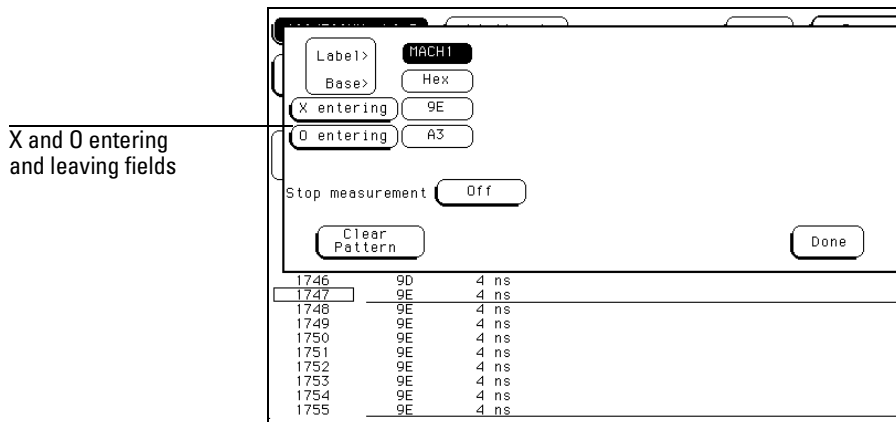 Label> MACH1
Base> Hex
X entering 9E
O entering A3
X and O entering
and leaving fields
Stop measurement Off
Clear
Pattern
Done
1746 9D 4 ns
1747 9E 4 ns
1748 9E 4 ns
1749 9E 4 ns
1750 9E 4 ns
1751 9E 4 ns
1752 9E 4 ns
1753 9E 4 ns
1754 9E 4 ns
1755 9E 4 ns